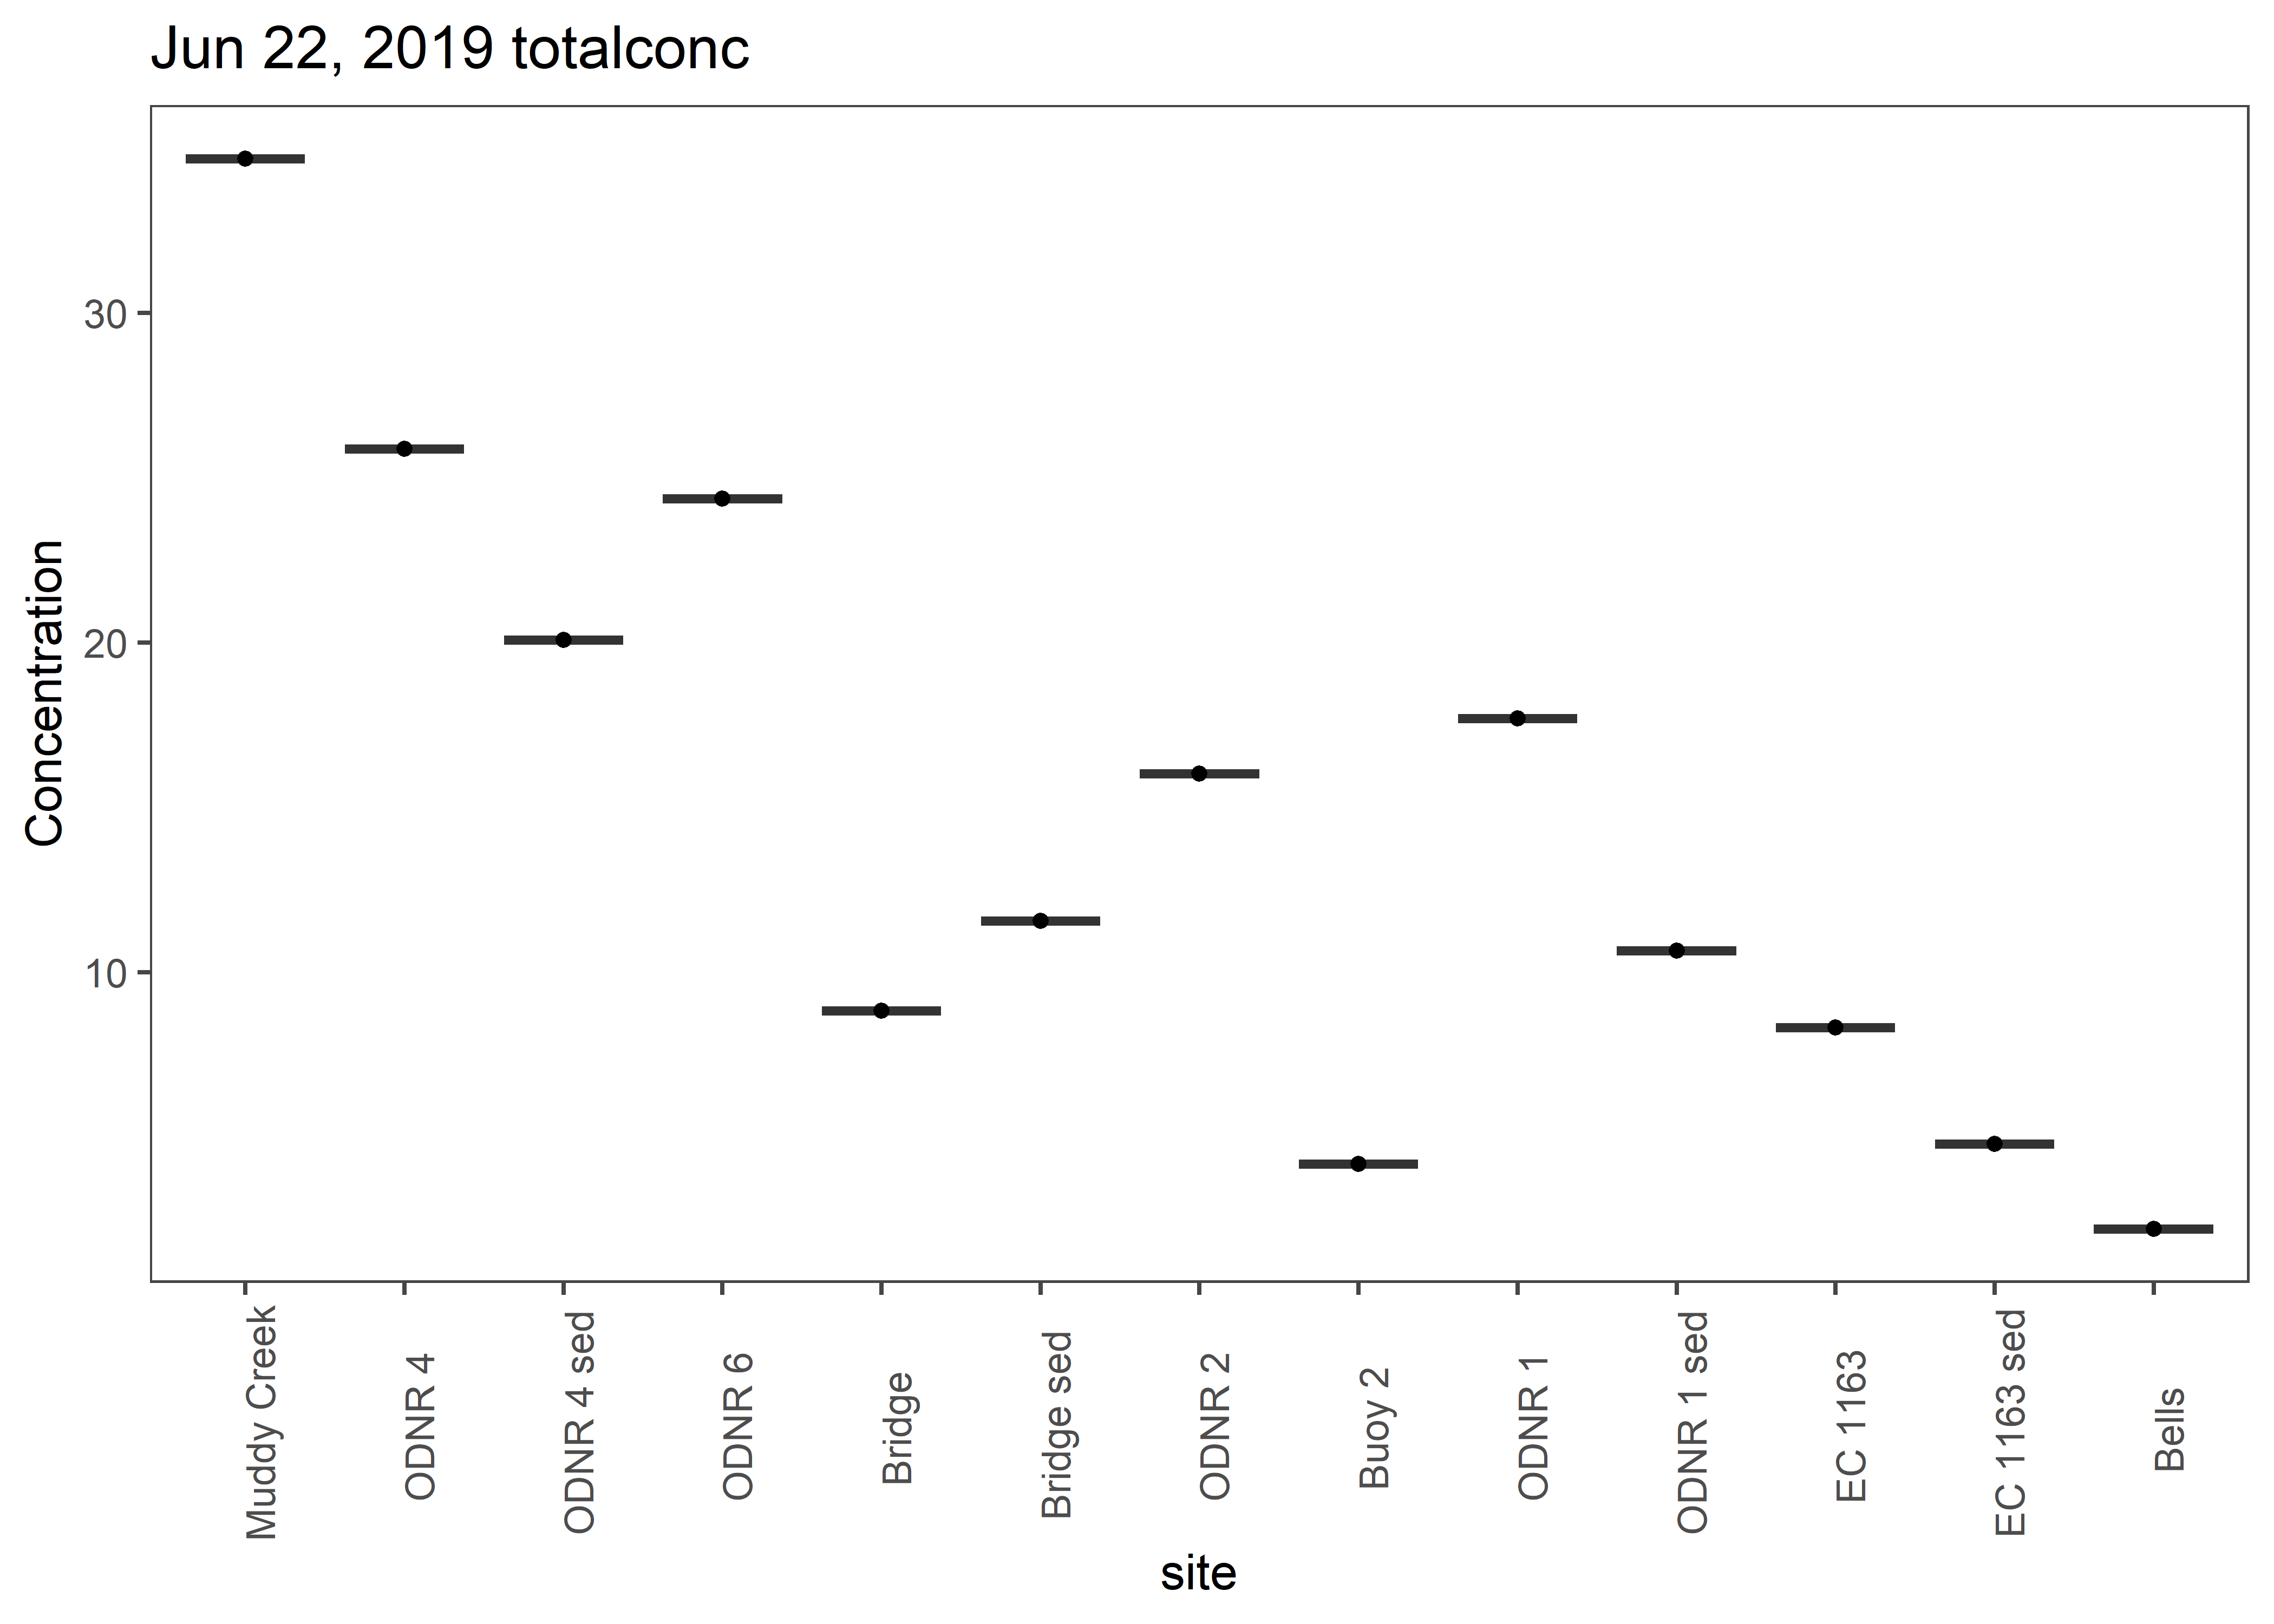 Jun 22, 2019 totalconc
Concentration
30
20
10
Muddy Creek
ODNR 4
ODNR 4 sed
ODNR 6
Bridge
Bridge sed
ODNR 2
Buoy 2
ODNR 1
ODNR 1 sed
EC 1163
EC 1163 sed
Bells
site